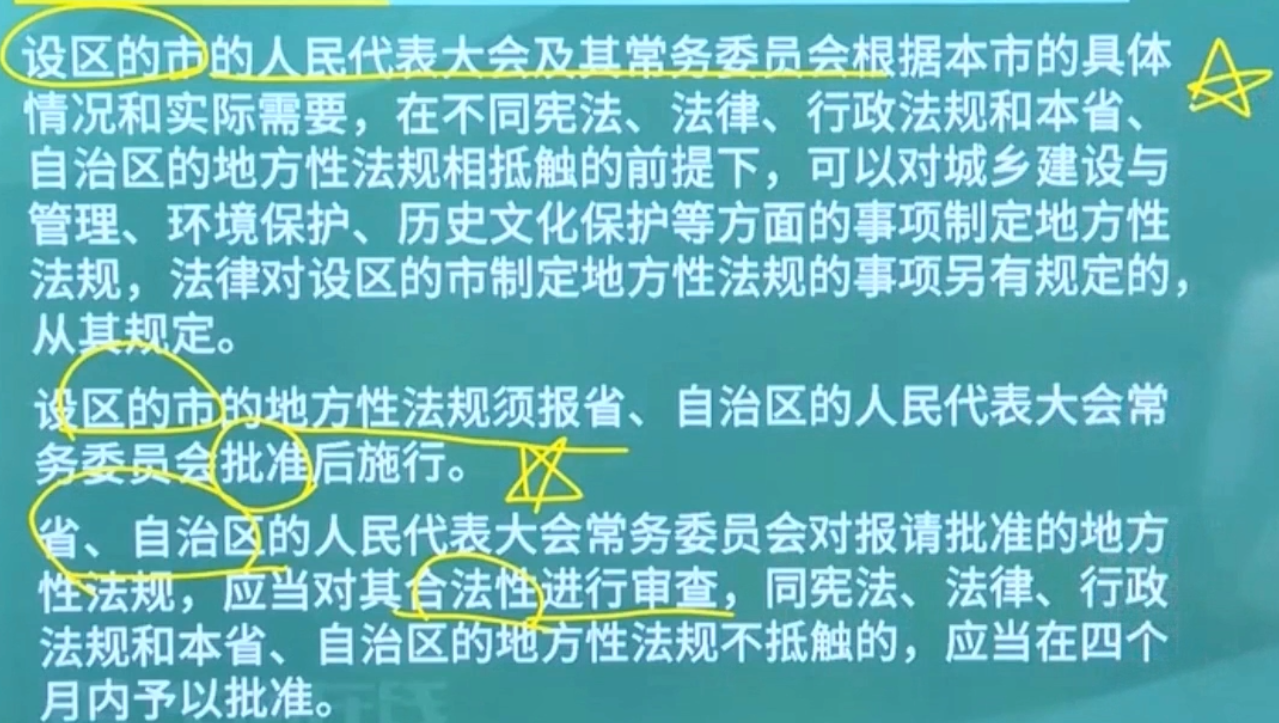 设区的市的人民代表大会及其常务委员会根据本市的具体
情况和实际需要，在不同宪法、法律、行政法规和本省、
自治区的地方性法规相抵触的前提下，可以对城乡建设与
管理、环境保护、历史文化保护等方面的事项制定地方性
法规，法律对设区的市制定地方性法规的事项另有规定的，
从其规定。
设区的市的地方性法规须报省、自治区的人民代表大会常
务委员会批准后施行。
省、自治区的人民代表大会常务委员会对报请批准的地方
性法规，应当对其合法性进行审查，同宪法、法律、行政
法规和本省、自治区的地方性法规不抵触的，应当在四个
月内予以批准。